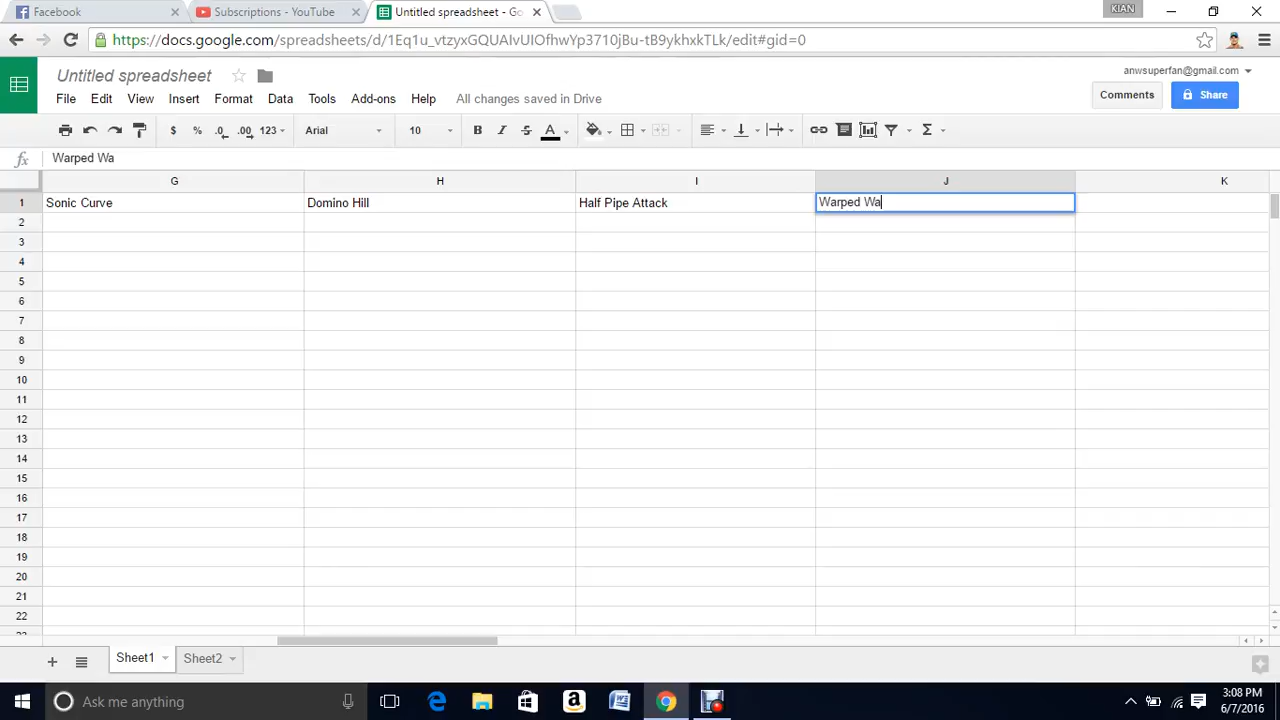 Facebook
Subscriptions - YouTube
Untitled spreadsheet - Go
KIAN
https://docs.google.com/spreadsheets/d/1Eq1u_vtzyxGQUAIvUIOfhwYp3710jBu-tB9ykhxkTLk/edit#gid=0
Untitled spreadsheet
anwsuperfan@gmail.com
File Edit View Insert Format Data Tools Add-ons Help All changes saved in Drive
Comments
Share
$ % .0 .00 123 Arial 10 B I S A Σ
fx Warped Wa
G H I J K
1 Sonic Curve Domino Hill Half Pipe Attack Warped Wa
2
3
4
5
6
7
8
9
10
11
12
13
14
15
16
17
18
19
20
21
22
23
Sheet1 Sheet2
Ask me anything
3:08 PM
6/7/2016